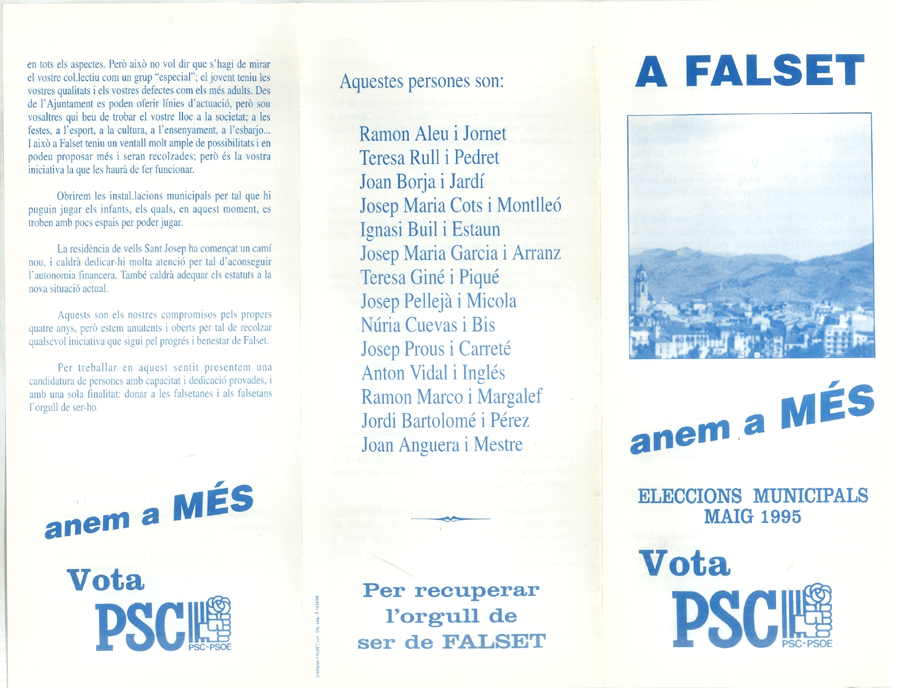 en tots els aspectes. Però això no vol dir que s'hagi de mirar
el vostre col.lectiu com un grup "especial"; el jovent teniu les
vostres qualitats i els vostres defectes com els més adults. Des
de l'Ajuntament es poden oferir línies d'actuació, però sou
vosaltres qui heu de trobar el vostre lloc a la societat; a les
festes, a l'esport, a la cultura, a l'ensenyament, a l'esbarjo...
I això a Falset teniu un ventall molt ample de possibilitats i en
podeu proposar més i seran recolzades; però és la vostra
iniciativa la que les haurà de fer funcionar.
Obrirem les instal.lacions municipals per tal que hi
puguin jugar els infants, els quals, en aquest moment, es
troben amb pocs espais per poder jugar.
La residència de vells Sant Josep ha començat un camí
nou, i caldrà dedicar-hi molta atenció per tal d'aconseguir
l'autonomia financera. També caldrà adequar els estatuts a la
nova situació actual.
Aquests son els nostres compromisos pels propers
quatre anys, però estem amatents i oberts per tal de recolzar
qualsevol iniciativa que sigui pel progrés i benestar de Falset.
Per treballar en aquest sentit presentem una
candidatura de persones amb capacitat i dedicació provades, i
amb una sola finalitat: donar a les falsetanes i als falsetans
l'orgull de ser-ho.
anem a MÉS
Vota
PSC
PSC-PSOE
Aquestes persones son:
Ramon Aleu i Jornet
Teresa Rull i Pedret
Joan Borja i Jardí
Josep Maria Cots i Montlleó
Ignasi Buil i Estaun
Josep Maria Garcia i Arranz
Teresa Giné i Piqué
Josep Pellejà i Micola
Núria Cuevas i Bis
Josep Prous i Carreté
Anton Vidal i Inglés
Ramon Marco i Margalef
Jordi Bartolomé i Pérez
Joan Anguera i Mestre
Per recuperar
l'orgull de
ser de FALSET
A FALSET
anem a MÉS
ELECCIONS MUNICIPALS
MAIG 1995
Vota
PSC
PSC-PSOE